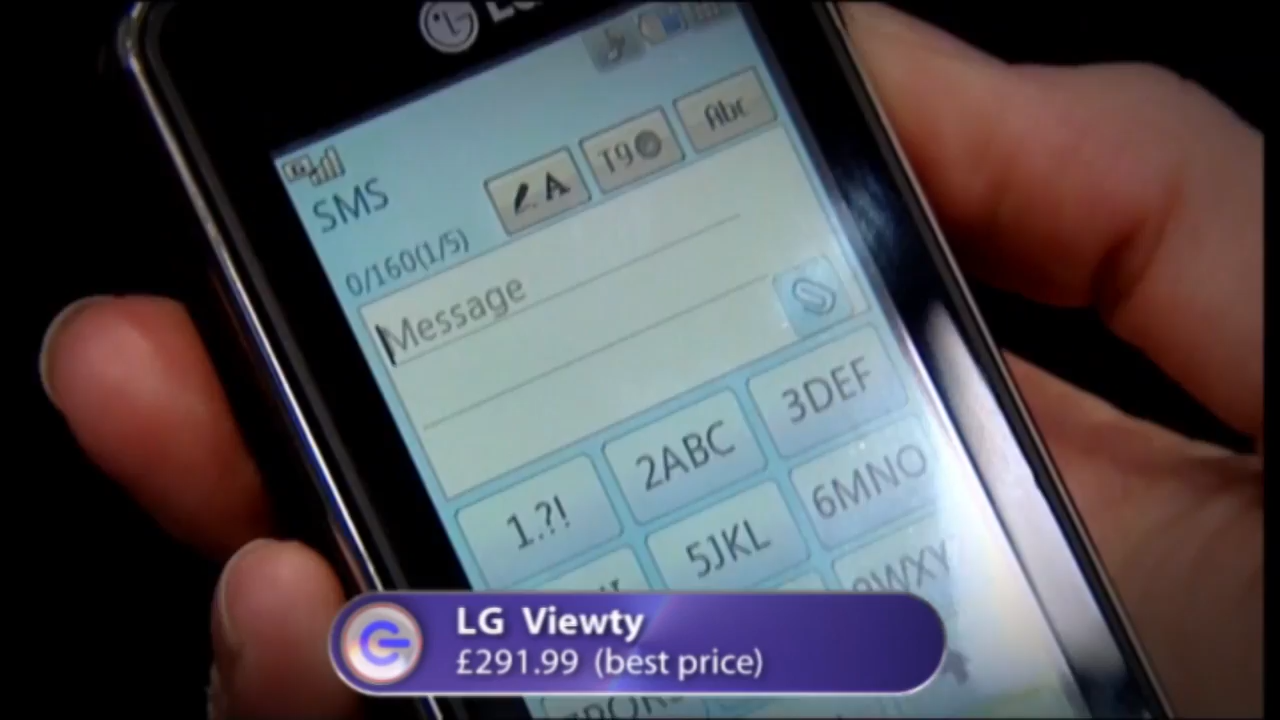 LG
SMS
A
T9
Abc
0/160(1/5)
Message
1.?!
2ABC
3DEF
5JKL
6MNO
9WXY
LG Viewty
£291.99 (best price)